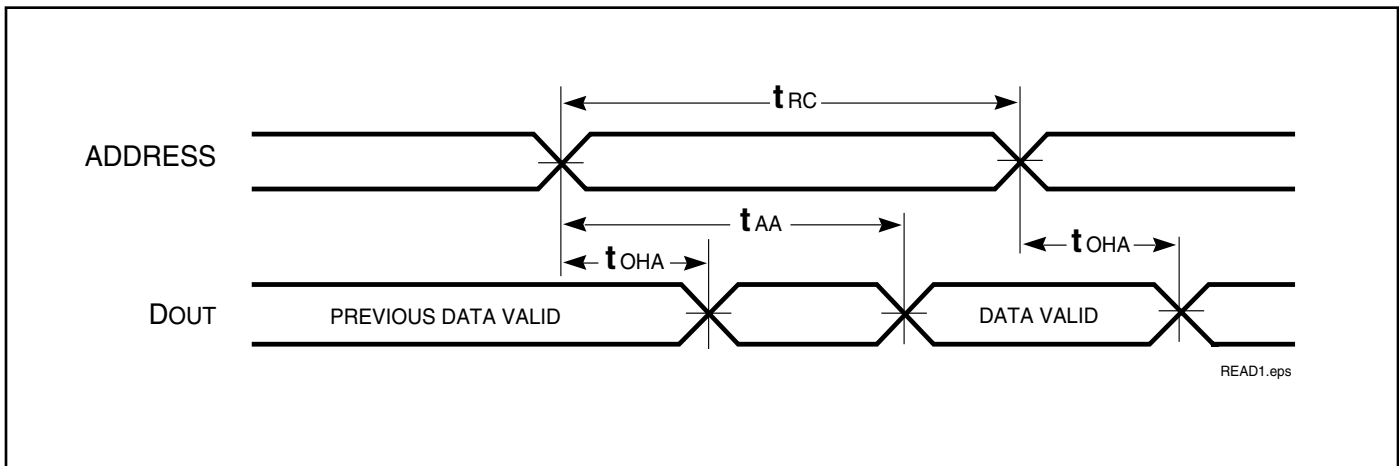 tRC
ADDRESS
tAA
tOHA
tOHA
DOUT
PREVIOUS DATA VALID
DATA VALID
READ1.eps